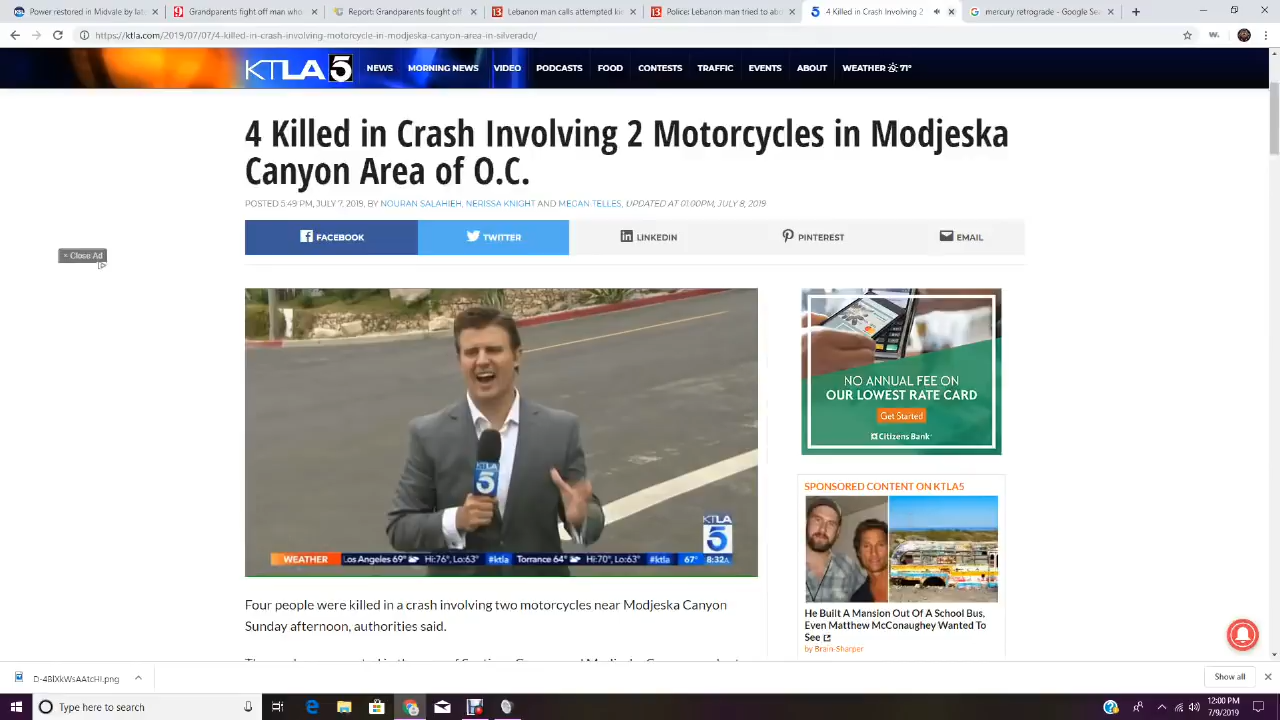 Power restored in Midvale by
Grandparents fights off man
Report: Grandparents fought off
Lebanon man calls attempted ki
Police: Lebanon man tried to ab
4 Killed in Crash Involving 2
mercury retrograde - Google Se
https://ktla.com/2019/07/07/4-killed-in-crash-involving-motorcycle-in-modjeska-canyon-area-in-silverado/
KTLA 5
NEWS MORNING NEWS VIDEO PODCASTS FOOD CONTESTS TRAFFIC EVENTS ABOUT WEATHER 71°
4 Killed in Crash Involving 2 Motorcycles in Modjeska
Canyon Area of O.C.
POSTED 5:49 PM, JULY 7, 2019, BY NOURAN SALAHIEH, NERISSA KNIGHT AND MEGAN TELLES, UPDATED AT 01:00PM, JULY 8, 2019
FACEBOOK TWITTER LINKEDIN PINTEREST EMAIL
× Close Ad
KTLA
5
KTLA
5
WEATHER Los Angeles 69° Hi:76°, Lo:63° #ktla Torrance 64° Hi:70°, Lo:63° #ktla 67° 8:32A
NO ANNUAL FEE ON
OUR LOWEST RATE CARD
Get Started
Citizens Bank
SPONSORED CONTENT ON KTLA5
He Built A Mansion Out Of A School Bus,
Even Matthew McConaughey Wanted To
See
by Brain-Sharper
Four people were killed in a crash involving two motorcycles near Modjeska Canyon
Sunday afternoon, authorities said.
D-4BlXkWsAAtcHI.png
Show all
Type here to search
12:00 PM
7/9/2019